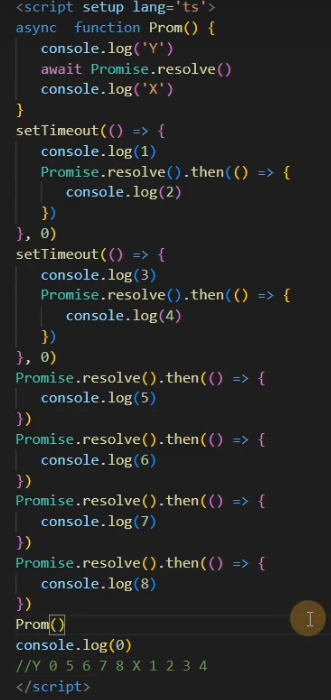 <script setup lang='ts'>
async  function Prom() {
   console.log('Y')
   await Promise.resolve()
   console.log('X')
}
setTimeout(() => {
   console.log(1)
   Promise.resolve().then(() => {
      console.log(2)
   })
}, 0)
setTimeout(() => {
   console.log(3)
   Promise.resolve().then(() => {
      console.log(4)
   })
}, 0)
Promise.resolve().then(() => {
   console.log(5)
})
Promise.resolve().then(() => {
   console.log(6)
})
Promise.resolve().then(() => {
   console.log(7)
})
Promise.resolve().then(() => {
   console.log(8)
})
Prom()
console.log(0)
//Y 0 5 6 7 8 X 1 2 3 4
</script>